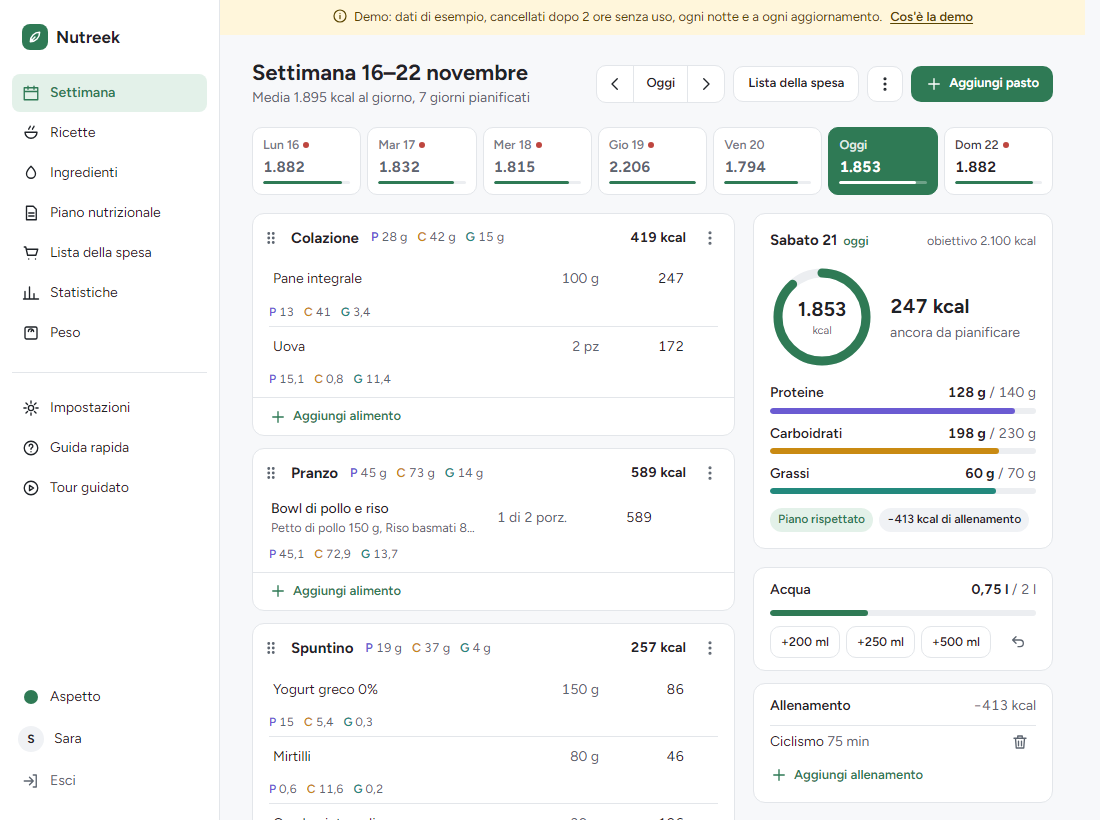 Nutreek
Settimana
Ricette
Ingredienti
Piano nutrizionale
Lista della spesa
Statistiche
Peso
Impostazioni
Guida rapida
Tour guidato
Aspetto
S Sara
Esci
Demo: dati di esempio, cancellati dopo 2 ore senza uso, ogni notte e a ogni aggiornamento. Cos'è la demo
Settimana 16–22 novembre
Media 1.895 kcal al giorno, 7 giorni pianificati
Oggi
Lista della spesa
Aggiungi pasto
Lun 16
1.882
Mar 17
1.832
Mer 18
1.815
Gio 19
2.206
Ven 20
1.794
Oggi
1.853
Dom 22
1.882
Colazione P 28 g C 42 g G 15 g 419 kcal
Pane integrale 100 g 247
P 13 C 41 G 3,4
Uova 2 pz 172
P 15,1 C 0,8 G 11,4
Aggiungi alimento
Pranzo P 45 g C 73 g G 14 g 589 kcal
Bowl di pollo e riso 1 di 2 porz. 589
Petto di pollo 150 g, Riso basmati 8...
P 45,1 C 72,9 G 13,7
Aggiungi alimento
Spuntino P 19 g C 37 g G 4 g 257 kcal
Yogurt greco 0% 150 g 86
P 15 C 5,4 G 0,3
Mirtilli 80 g 46
P 0,6 C 11,6 G 0,2
Sabato 21 oggi obiettivo 2.100 kcal
1.853
kcal
247 kcal
ancora da pianificare
Proteine 128 g / 140 g
Carboidrati 198 g / 230 g
Grassi 60 g / 70 g
Piano rispettato −413 kcal di allenamento
Acqua 0,75 l / 2 l
+200 ml +250 ml +500 ml
Allenamento −413 kcal
Ciclismo 75 min
Aggiungi allenamento